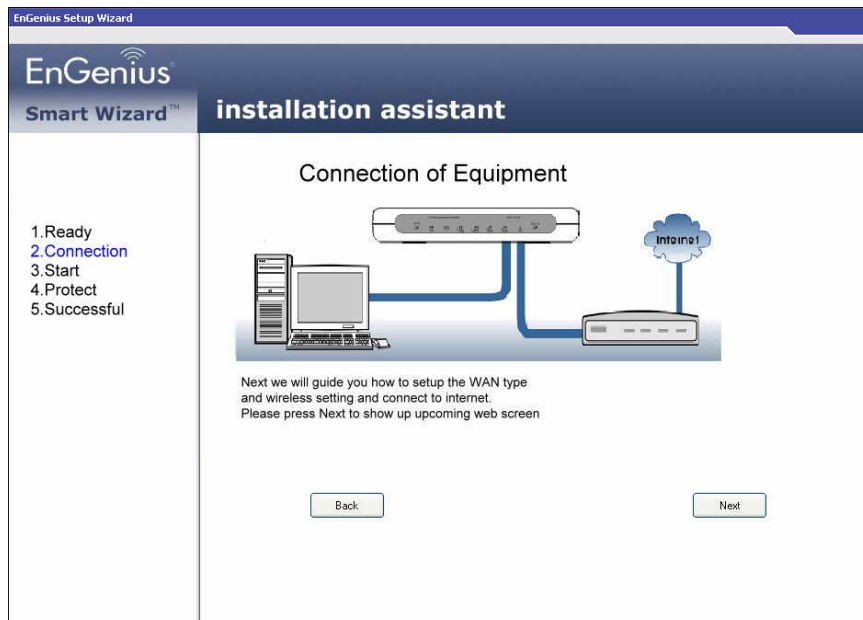 EnGenius Setup Wizard
EnGenius®
Smart Wizard™
installation assistant
Connection of Equipment
Internet
1.Ready
2.Connection
3.Start
4.Protect
5.Successful
Next we will guide you how to setup the WAN type
and wireless setting and connect to internet.
Please press Next to show up upcoming web screen
Back
Next